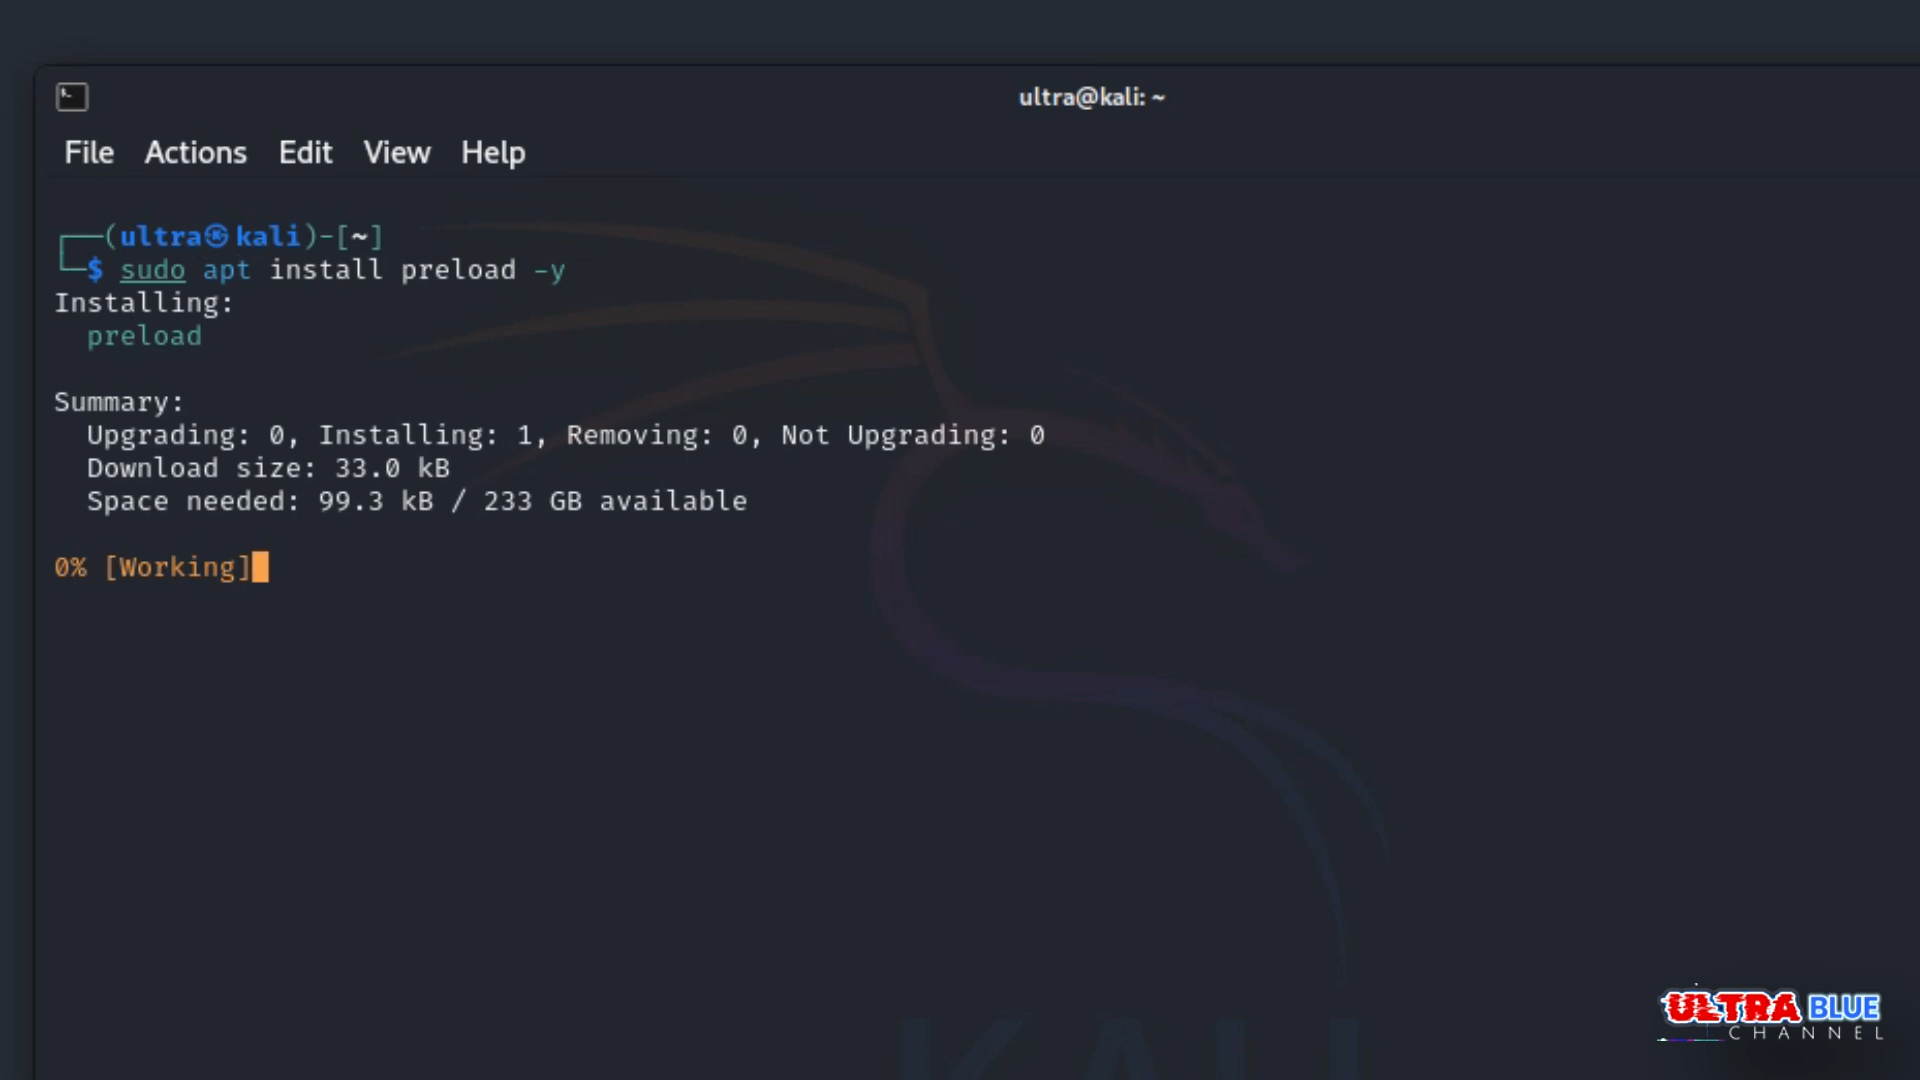 ultra@kali: ~
File Actions Edit View Help
┌──(ultra㉿kali)-[~]
└─$ sudo apt install preload -y
Installing:
  preload

Summary:
  Upgrading: 0, Installing: 1, Removing: 0, Not Upgrading: 0
  Download size: 33.0 kB
  Space needed: 99.3 kB / 233 GB available

0% [Working]
KALI
ULTRA BLUE
CHANNEL